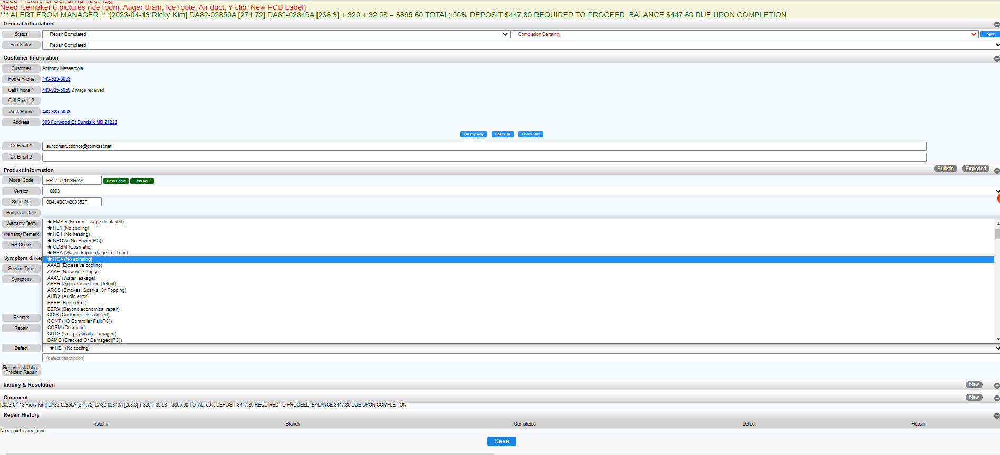 Need Picture of Serial number tag
Need Icemaker 6 pictures (Ice room, Auger drain, Ice route, Air duct, Y-clip, New PCB Label)
*** ALERT FROM MANAGER ***[2023-04-13 Ricky Kim] DA82-02850A [274.72] DA82-02849A [268.3] + 320 + 32.58 = $895.60 TOTAL; 50% DEPOSIT $447.80 REQUIRED TO PROCEED, BALANCE $447.80 DUE UPON COMPLETION
General Information
Status Repair Completed Completion Certainty Sync
Sub Status Repair Completed
Customer Information
Customer Anthony Messercola
Home Phone 443-925-5059
Cell Phone 1 443-925-5059 2 msgs received
Cell Phone 2
Work Phone 443-925-5059
Address 903 Forwood Ct Dundalk MD 21222
On my way Check In Check Out
Cx Email 1 sunconstructionco@comcast.net
Cx Email 2
Product Information Bulletin Exploded
Model Code RF27T5201SR/AA Hass Cable Hass WiFi
Version 0003
Serial No 0B4J4BCW200352F
Purchase Date
Warranty Term ★ EMSG (Error message displayed)
★ HE1 (No cooling)
Warranty Remark ★ HC1 (No heating)
★ NPOW (No Power(PC))
RB Check ★ COSM (Cosmetic)
★ HEA (Water drop/leakage from unit)
Symptom & Rep ★ HG4 (No spinning)
AAAB (Excessive cooling)
Service Type AAAE (No water supply)
Symptom AAAG (Water leakage)
APPR (Appearance Item Defect)
ARCS (Smokes, Sparks, Or Popping)
AUDX (Audio error)
BEEP (Beep error)
BERX (Beyond economical repair)
Remark CDIS (Customer Dissatisfied)
CONT (I/O Controller Fail(PC))
Repair COSM (Cosmetic)
CUTS (Unit physically damaged)
DAMG (Cracked Or Damaged(PC))
Defect ★ HE1 (No cooling)
(defect description)
Report Installation
Problem Repair
Inquiry & Resolution New
Comment New
[2023-04-13 Ricky Kim] DA82-02850A [274.72] DA82-02849A [268.3] + 320 + 32.58 = $895.60 TOTAL; 50% DEPOSIT $447.80 REQUIRED TO PROCEED, BALANCE $447.80 DUE UPON COMPLETION
Repair History
Ticket # Branch Completed Defect Repair
No repair history found
Save